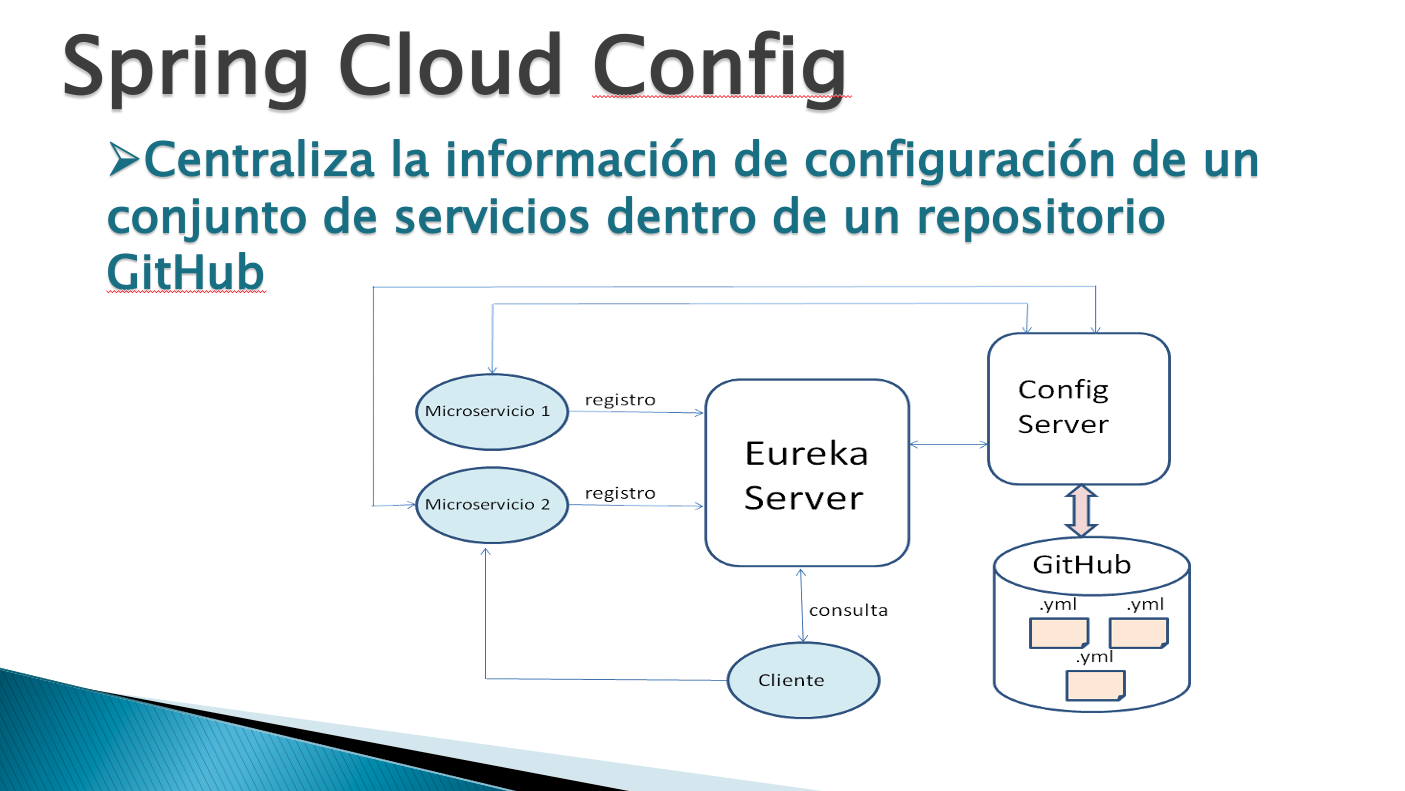 Spring Cloud Config
➢Centraliza la información de configuración de un
conjunto de servicios dentro de un repositorio
GitHub
Microservicio 1
registro
Microservicio 2
registro
Eureka
Server
Config
Server
GitHub
.yml .yml
.yml
consulta
Cliente